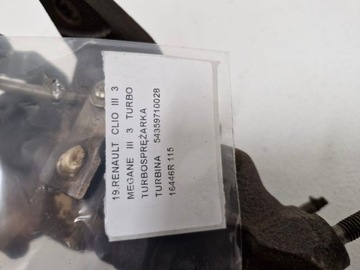 19.RENAULT CLIO III 3
MEGANE III 3 TURBO
TURBOSPRĘŻARKA
TURBINA 54359710028
16446R 115